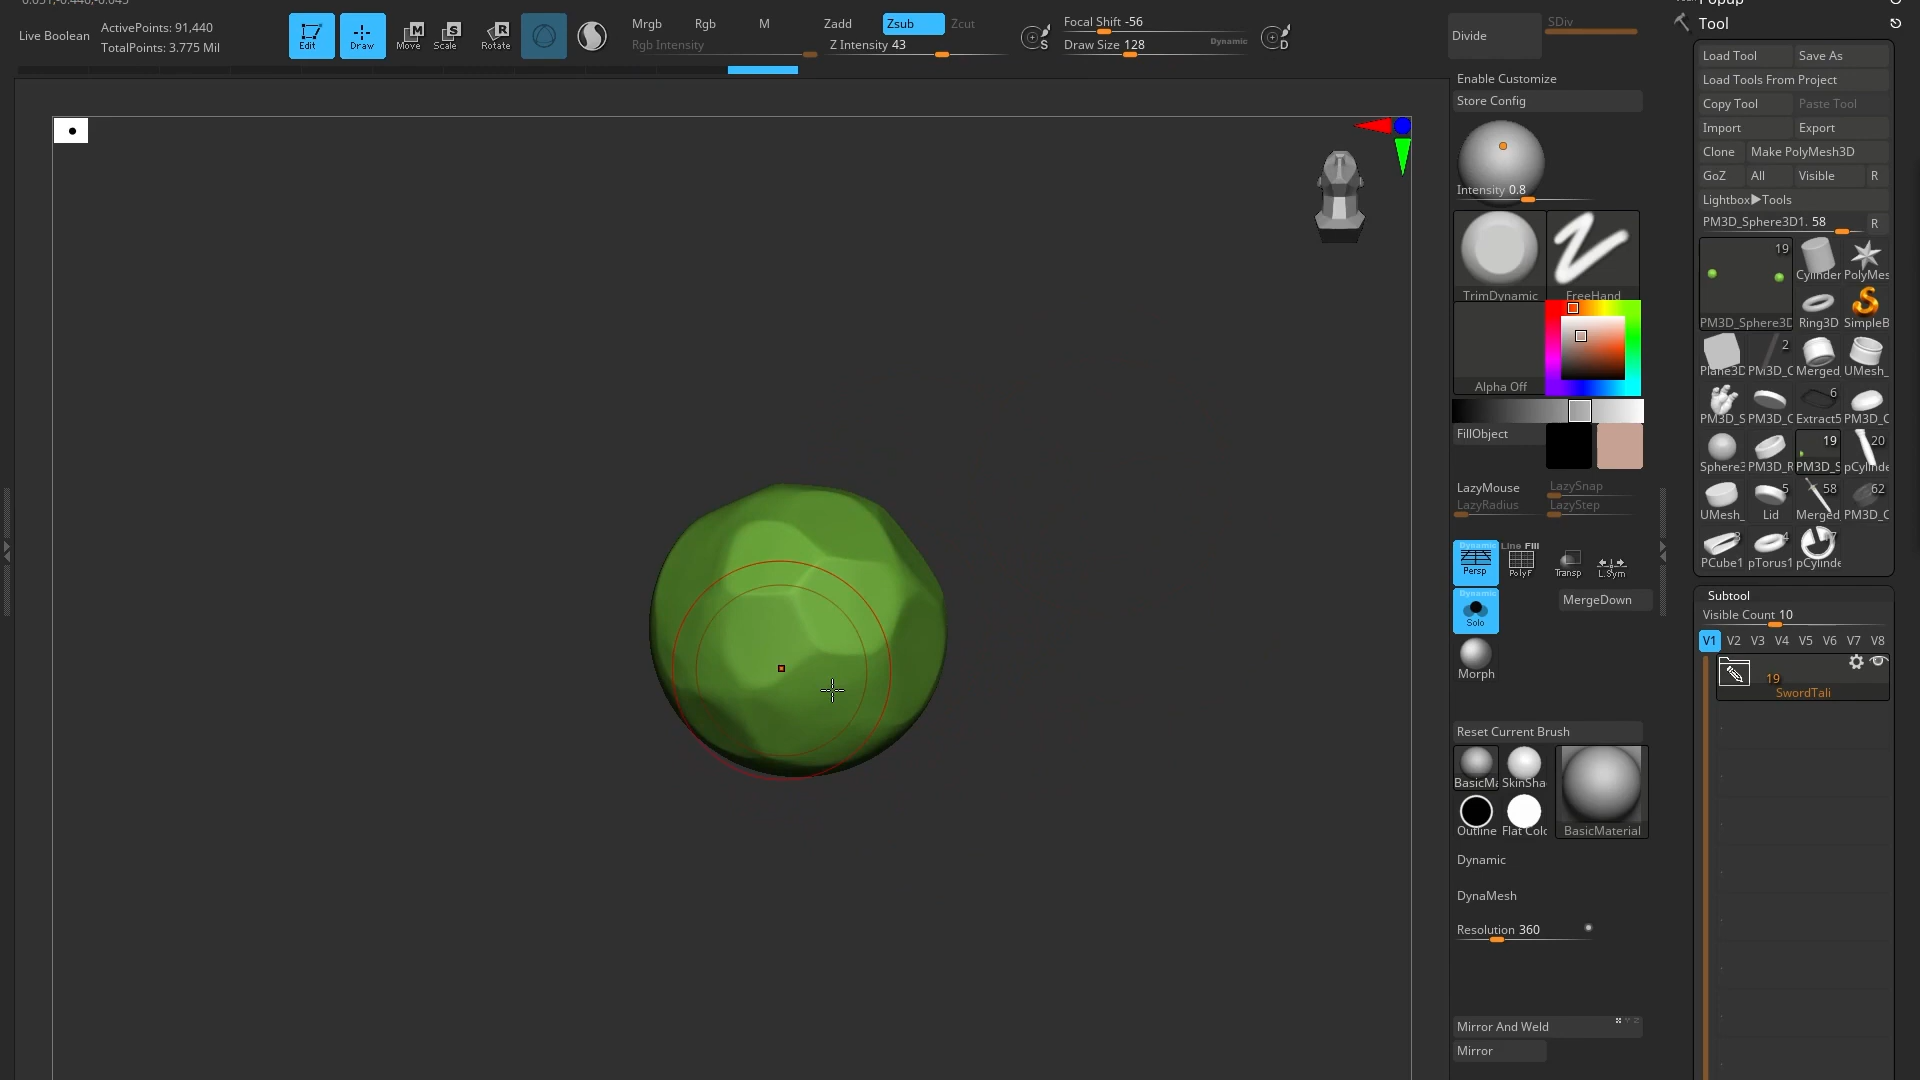 Live Boolean
ActivePoints: 91,440
TotalPoints: 3.775 Mil
Edit
Draw
Move
Scale
Rotate
Mrgb Rgb M
Rgb Intensity
Zadd Zsub Zcut
Z Intensity 43
S
Focal Shift -56
Draw Size 128 Dynamic
D
Divide
SDiv
Enable Customize
Store Config
Intensity 0.8
TrimDynamic
FreeHand
Alpha Off
FillObject
LazyMouse LazySnap
LazyRadius LazyStep
Dynamic
Persp
Line Fill
PolyF
Transp
L.Sym
Dynamic
Solo
MergeDown
Morph
Reset Current Brush
BasicMa SkinSha
Outline Flat Colo
BasicMaterial
Dynamic
DynaMesh
Resolution 360
Mirror And Weld
Mirror
Tool
Load Tool Save As
Load Tools From Project
Copy Tool Paste Tool
Import Export
Clone Make PolyMesh3D
GoZ All Visible R
Lightbox▶Tools
PM3D_Sphere3D1. 58 R
19
PM3D_Sphere3D
Cylinder PolyMes
Ring3D SimpleB
2
Plane3D PM3D_C Merged_ UMesh_
6
PM3D_S PM3D_C Extract5 PM3D_C
19 20
Sphere3 PM3D_R PM3D_S pCylinde
5 58 62
UMesh_ Lid Merged_ PM3D_C
3 4 7
PCube1 pTorus1 pCylinde
Subtool
Visible Count 10
V1 V2 V3 V4 V5 V6 V7 V8
19
SwordTali